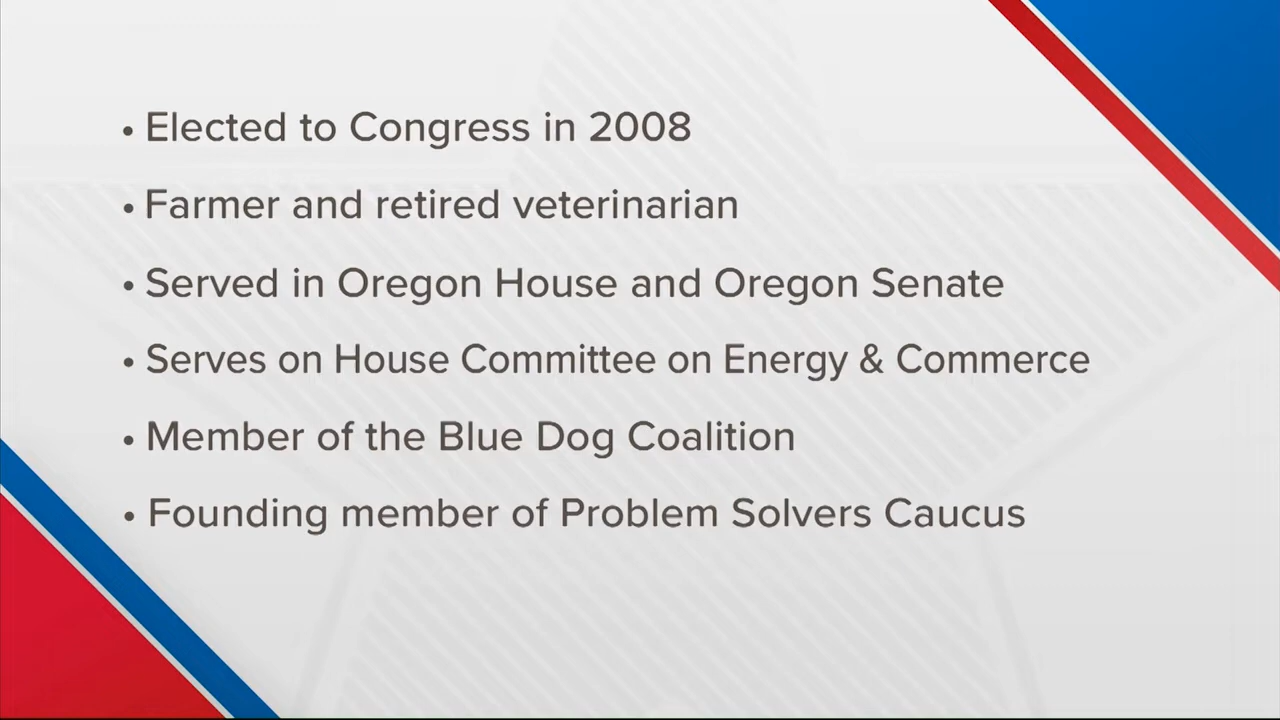 • Elected to Congress in 2008
• Farmer and retired veterinarian
• Served in Oregon House and Oregon Senate
• Serves on House Committee on Energy & Commerce
• Member of the Blue Dog Coalition
• Founding member of Problem Solvers Caucus